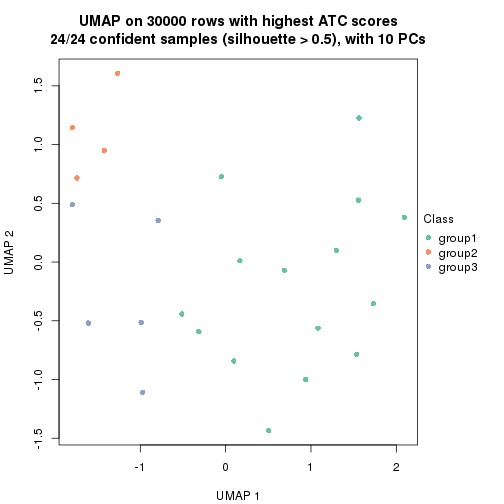 UMAP on 30000 rows with highest ATC scores
24/24 confident samples (silhouette > 0.5), with 10 PCs
1.5
1.0
0.5
0.0
-0.5
-1.0
-1.5
UMAP 2
-1
0
1
2
UMAP 1
Class
group1
group2
group3